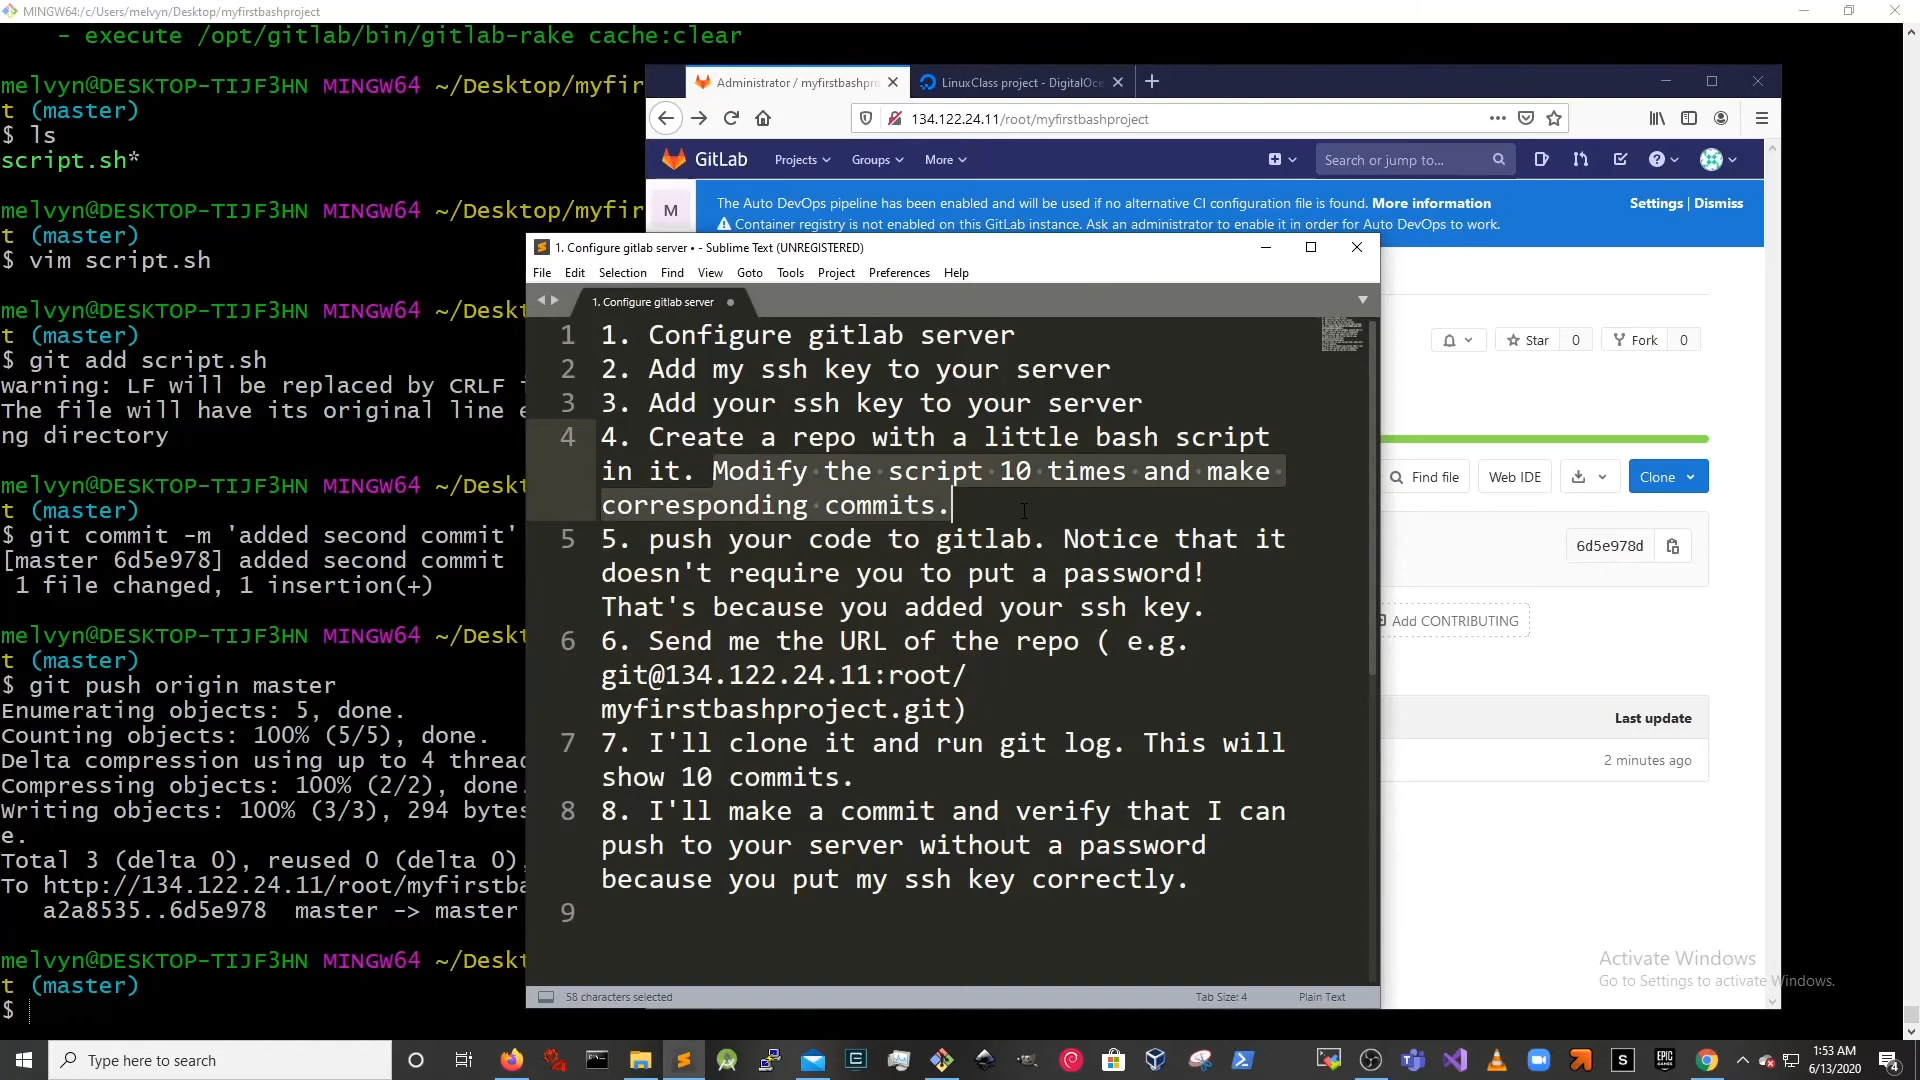 MINGW64:/c/Users/melvyn/Desktop/myfirstbashproject
- execute /opt/gitlab/bin/gitlab-rake cache:clear
melvyn@DESKTOP-TIJF3HN MINGW64 ~/Desktop/myfir
t (master)
$ ls
script.sh*
melvyn@DESKTOP-TIJF3HN MINGW64 ~/Desktop/myfir
t (master)
$ vim script.sh
melvyn@DESKTOP-TIJF3HN MINGW64 ~/Deskt
t (master)
$ git add script.sh
warning: LF will be replaced by CRLF
The file will have its original line e
ng directory
melvyn@DESKTOP-TIJF3HN MINGW64 ~/Deskt
t (master)
$ git commit -m 'added second commit'
[master 6d5e978] added second commit
1 file changed, 1 insertion(+)
melvyn@DESKTOP-TIJF3HN MINGW64 ~/Deskt
t (master)
$ git push origin master
Enumerating objects: 5, done.
Counting objects: 100% (5/5), done.
Delta compression using up to 4 thread
Compressing objects: 100% (2/2), done.
Writing objects: 100% (3/3), 294 bytes
e.
Total 3 (delta 0), reused 0 (delta 0),
To http://134.122.24.11/root/myfirstba
a2a8535..6d5e978 master -> master
melvyn@DESKTOP-TIJF3HN MINGW64 ~/Deskt
t (master)
$
Administrator / myfirstbashpro
LinuxClass project - DigitalOce
134.122.24.11/root/myfirstbashproject
GitLab Projects Groups More Search or jump to...
M
The Auto DevOps pipeline has been enabled and will be used if no alternative CI configuration file is found. More information
Settings | Dismiss
Container registry is not enabled on this GitLab instance. Ask an administrator to enable it in order for Auto DevOps to work.
Star 0 Fork 0
Find file Web IDE Clone
6d5e978d
Add CONTRIBUTING
Last update
2 minutes ago
1. Configure gitlab server • - Sublime Text (UNREGISTERED)
File Edit Selection Find View Goto Tools Project Preferences Help
1. Configure gitlab server
1 1. Configure gitlab server
2 2. Add my ssh key to your server
3 3. Add your ssh key to your server
4 4. Create a repo with a little bash script
in it. Modify the script 10 times and make
corresponding commits.
5 5. push your code to gitlab. Notice that it
doesn't require you to put a password!
That's because you added your ssh key.
6 6. Send me the URL of the repo ( e.g.
git@134.122.24.11:root/
myfirstbashproject.git)
7 7. I'll clone it and run git log. This will
show 10 commits.
8 8. I'll make a commit and verify that I can
push to your server without a password
because you put my ssh key correctly.
9
58 characters selected
Tab Size: 4
Plain Text
Activate Windows
Go to Settings to activate Windows.
Type here to search
S
EPIC
GAMES
1:53 AM
6/13/2020
4